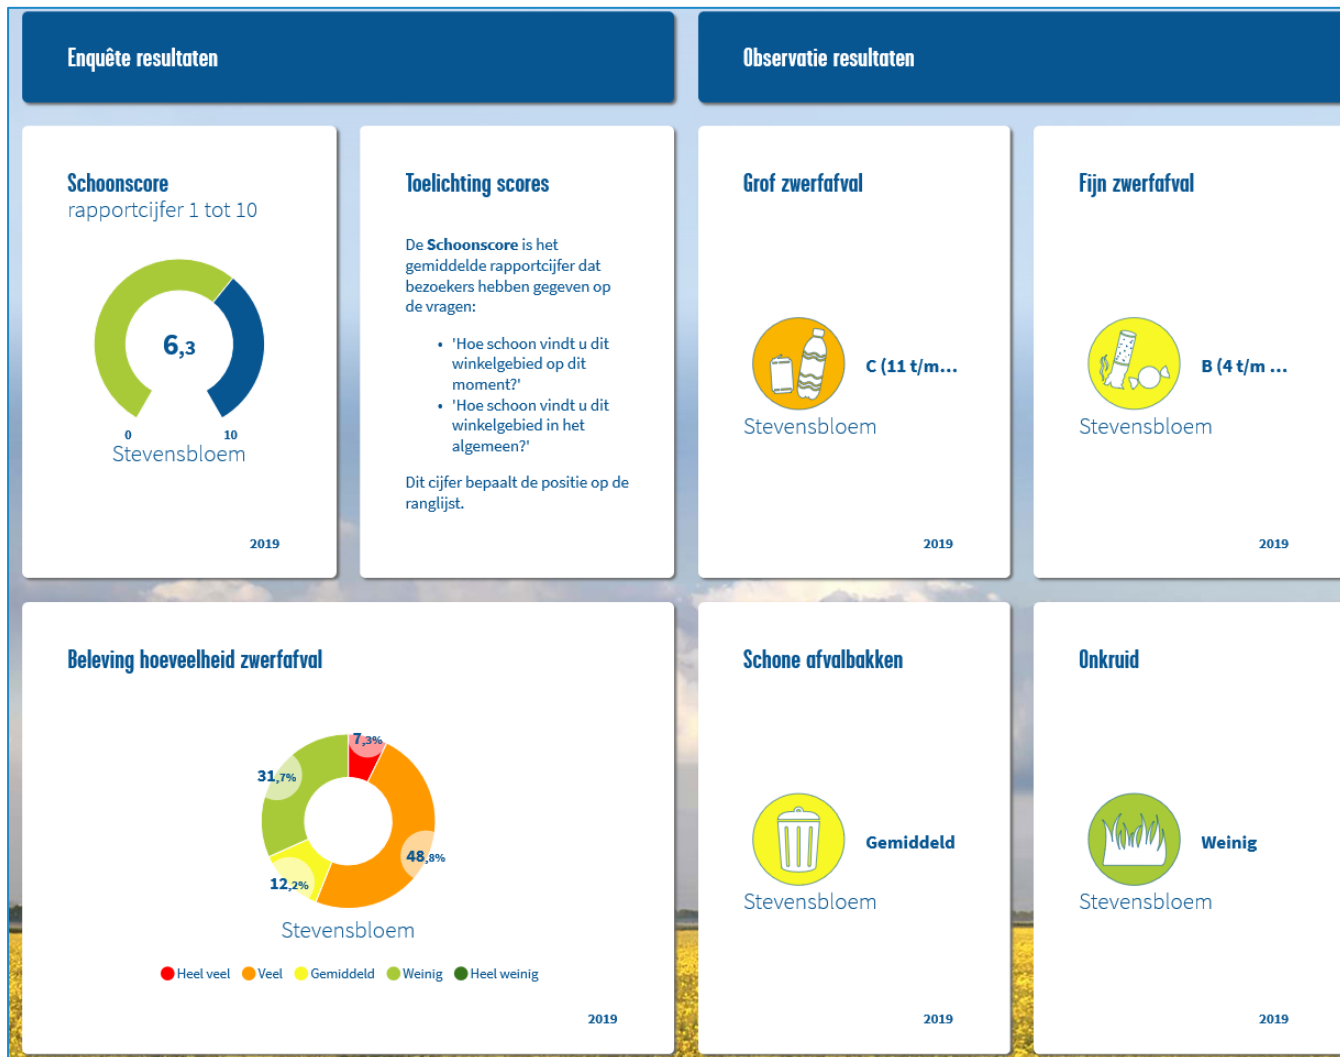 Enquête resultaten
Observatie resultaten
Schoonscore
rapportcijfer 1 tot 10
6,3
0
10
Stevensbloem
2019
Toelichting scores
De Schoonscore is het
gemiddelde rapportcijfer dat
bezoekers hebben gegeven op
de vragen:
• 'Hoe schoon vindt u dit
winkelgebied op dit
moment?'
• 'Hoe schoon vindt u dit
winkelgebied in het
algemeen?'
Dit cijfer bepaalt de positie op de
ranglijst.
Grof zwerfafval
C (11 t/m...
Stevensbloem
2019
Fijn zwerfafval
B (4 t/m ...
Stevensbloem
2019
Beleving hoeveelheid zwerfafval
7,3%
31,7%
48,8%
12,2%
Stevensbloem
Heel veel Veel Gemiddeld Weinig Heel weinig
2019
Schone afvalbakken
Gemiddeld
Stevensbloem
2019
Onkruid
Weinig
Stevensbloem
2019